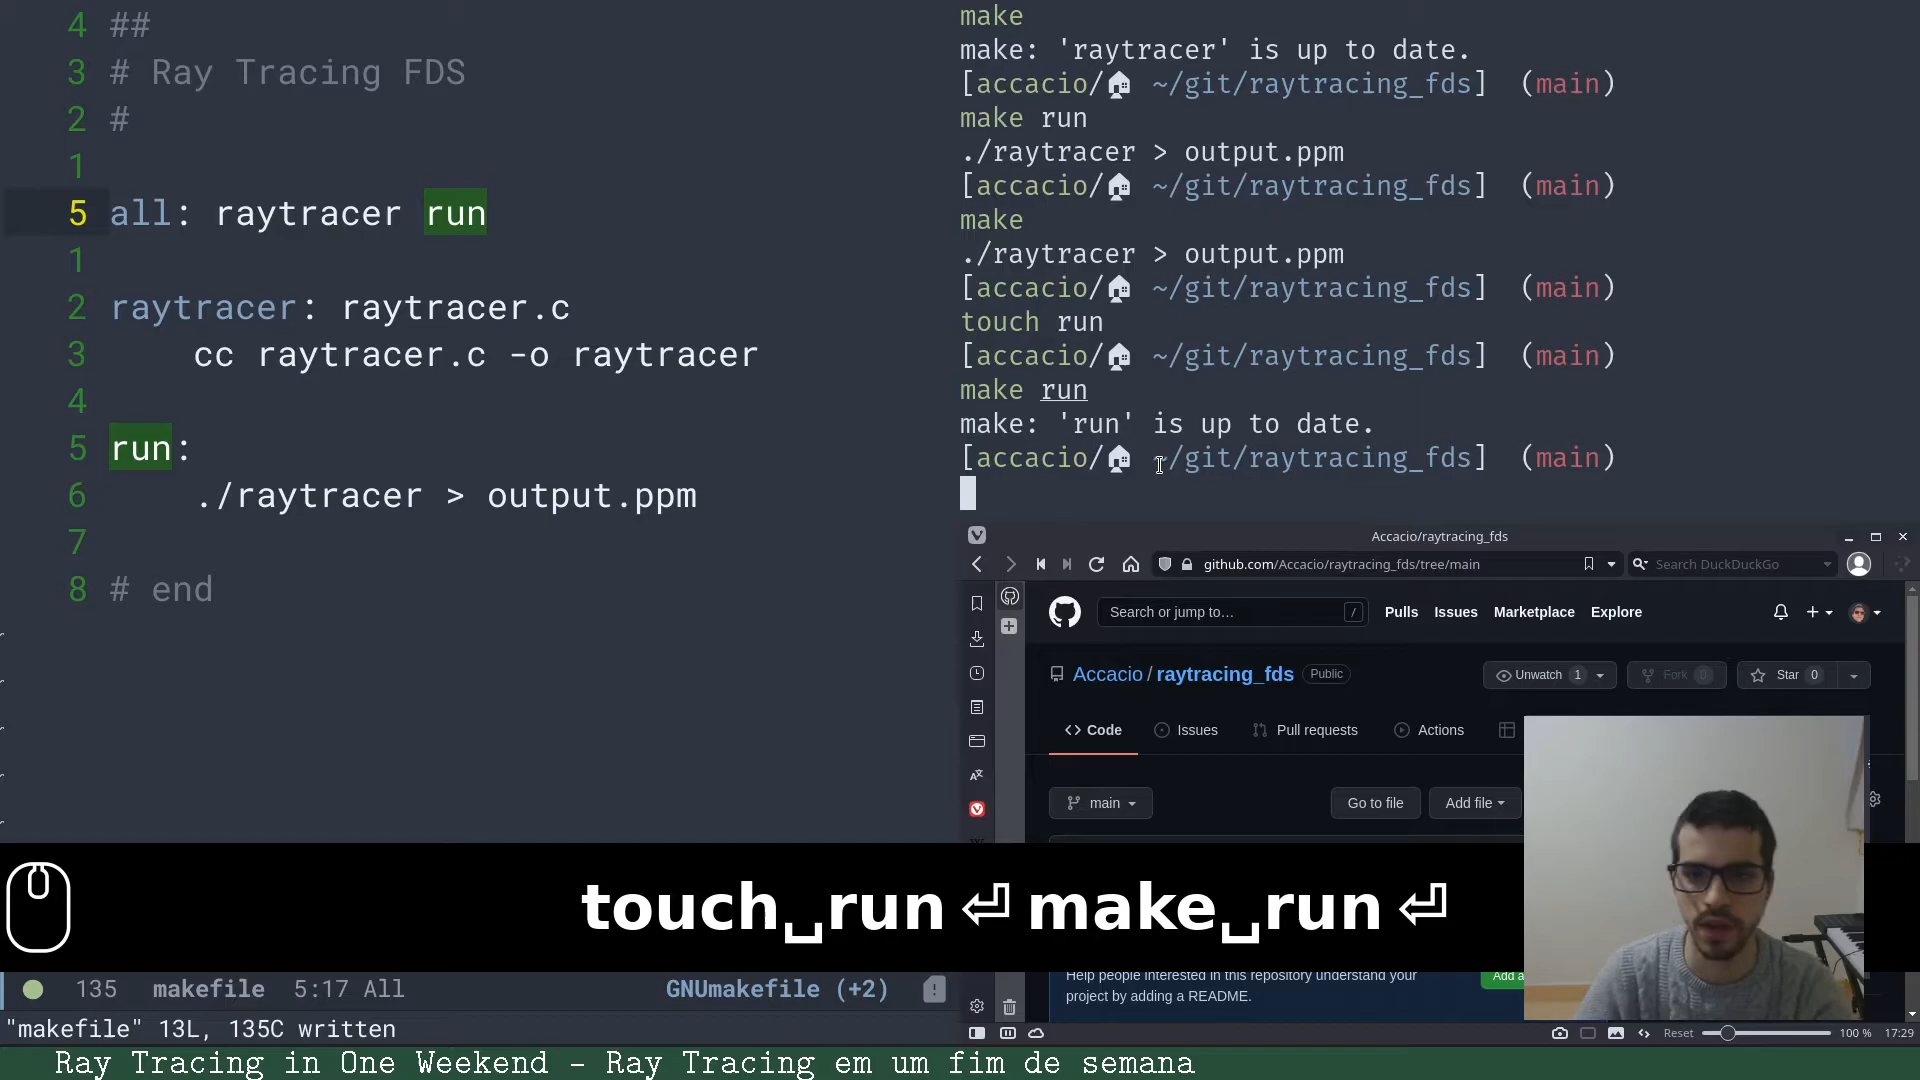 4 ##
3 # Ray Tracing FDS
2 #
1
5 all: raytracer run
1
2 raytracer: raytracer.c
3 cc raytracer.c -o raytracer
4
5 run:
6 ./raytracer > output.ppm
7
8 # end
135 makefile 5:17 All GNUmakefile (+2)
"makefile" 13L, 135C written
make
make: 'raytracer' is up to date.
[accacio/ ~/git/raytracing_fds] (main)
make run
./raytracer > output.ppm
[accacio/ ~/git/raytracing_fds] (main)
make
./raytracer > output.ppm
[accacio/ ~/git/raytracing_fds] (main)
touch run
[accacio/ ~/git/raytracing_fds] (main)
make run
make: 'run' is up to date.
[accacio/ ~/git/raytracing_fds] (main)
Accacio/raytracing_fds
github.com/Accacio/raytracing_fds/tree/main Search DuckDuckGo
Search or jump to… / Pulls Issues Marketplace Explore
Accacio / raytracing_fds Public Unwatch 1 Fork 0 Star 0
Code Issues Pull requests Actions
main Go to file Add file
touch␣run ⏎ make␣run ⏎
Help people interested in this repository understand your
project by adding a README.
Add a
Reset 100 % 17:29
Ray Tracing in One Weekend - Ray Tracing em um fim de semana